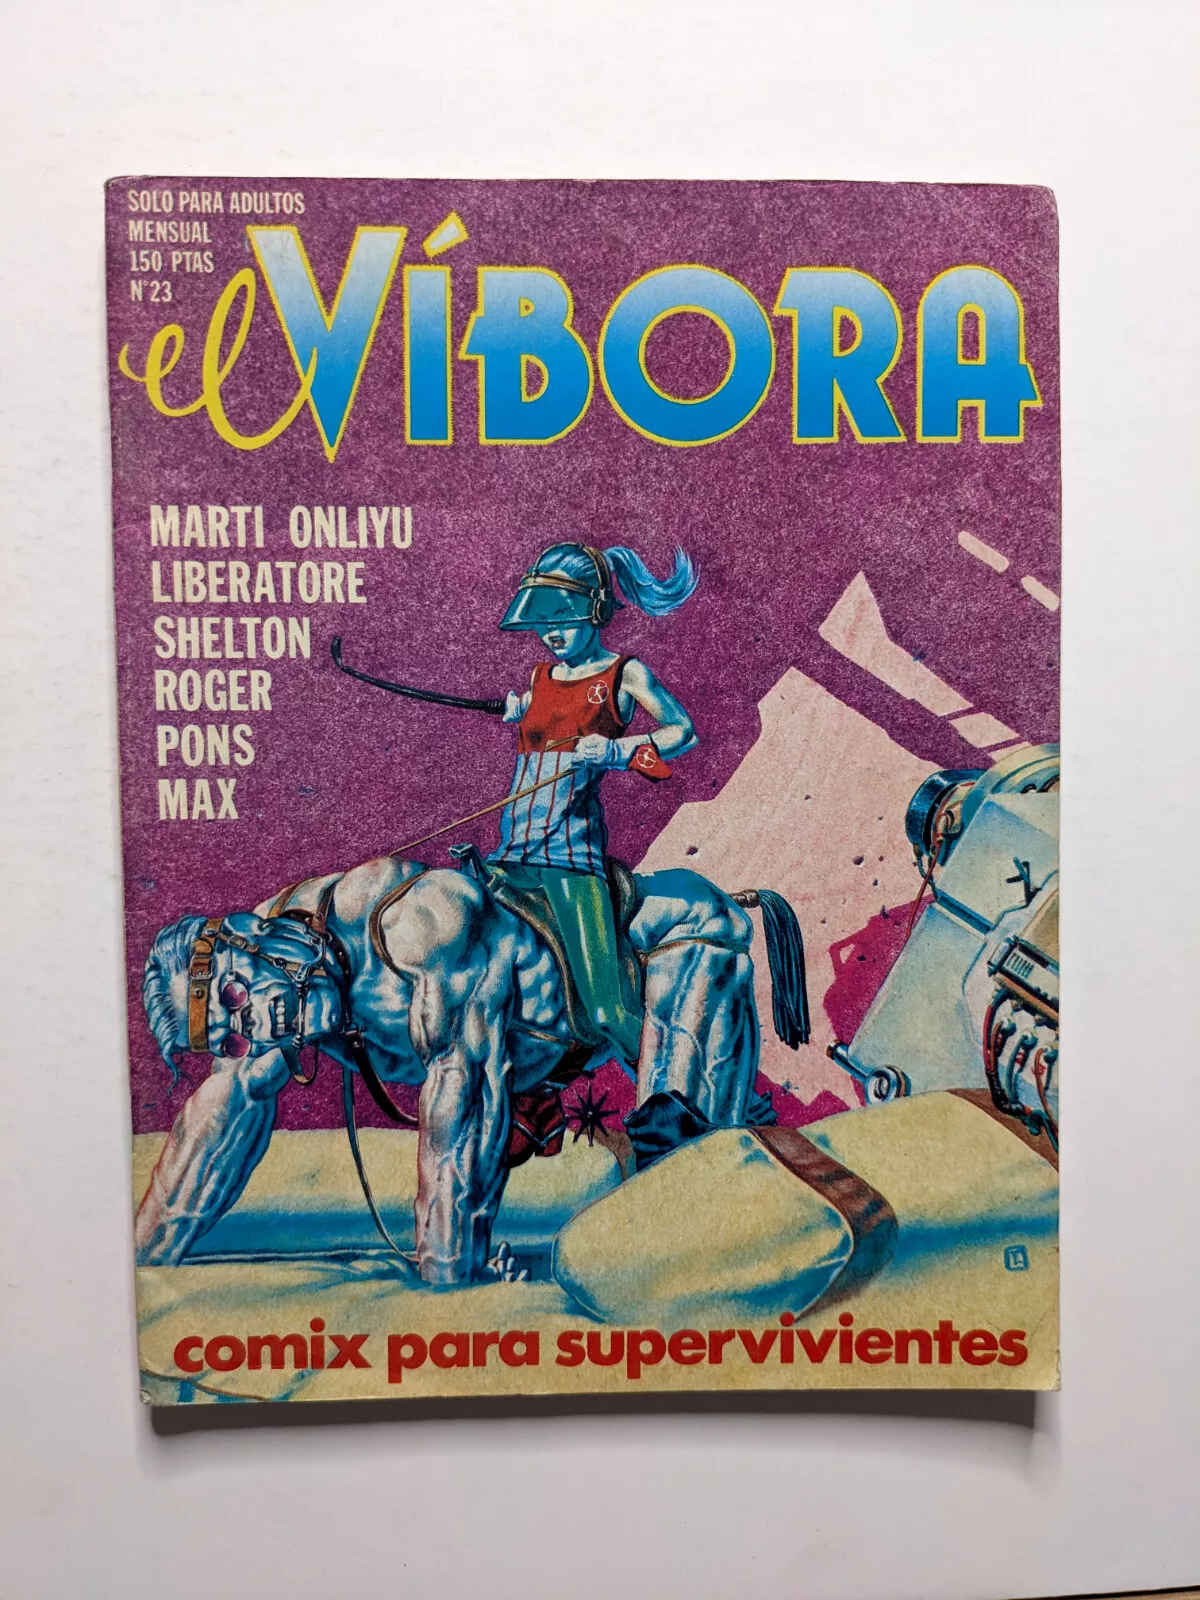 SOLO PARA ADULTOS
MENSUAL
150 PTAS
Nº23
el VÍBORA
MARTI ONLIYU
LIBERATORE
SHELTON
ROGER
PONS
MAX
comix para supervivientes